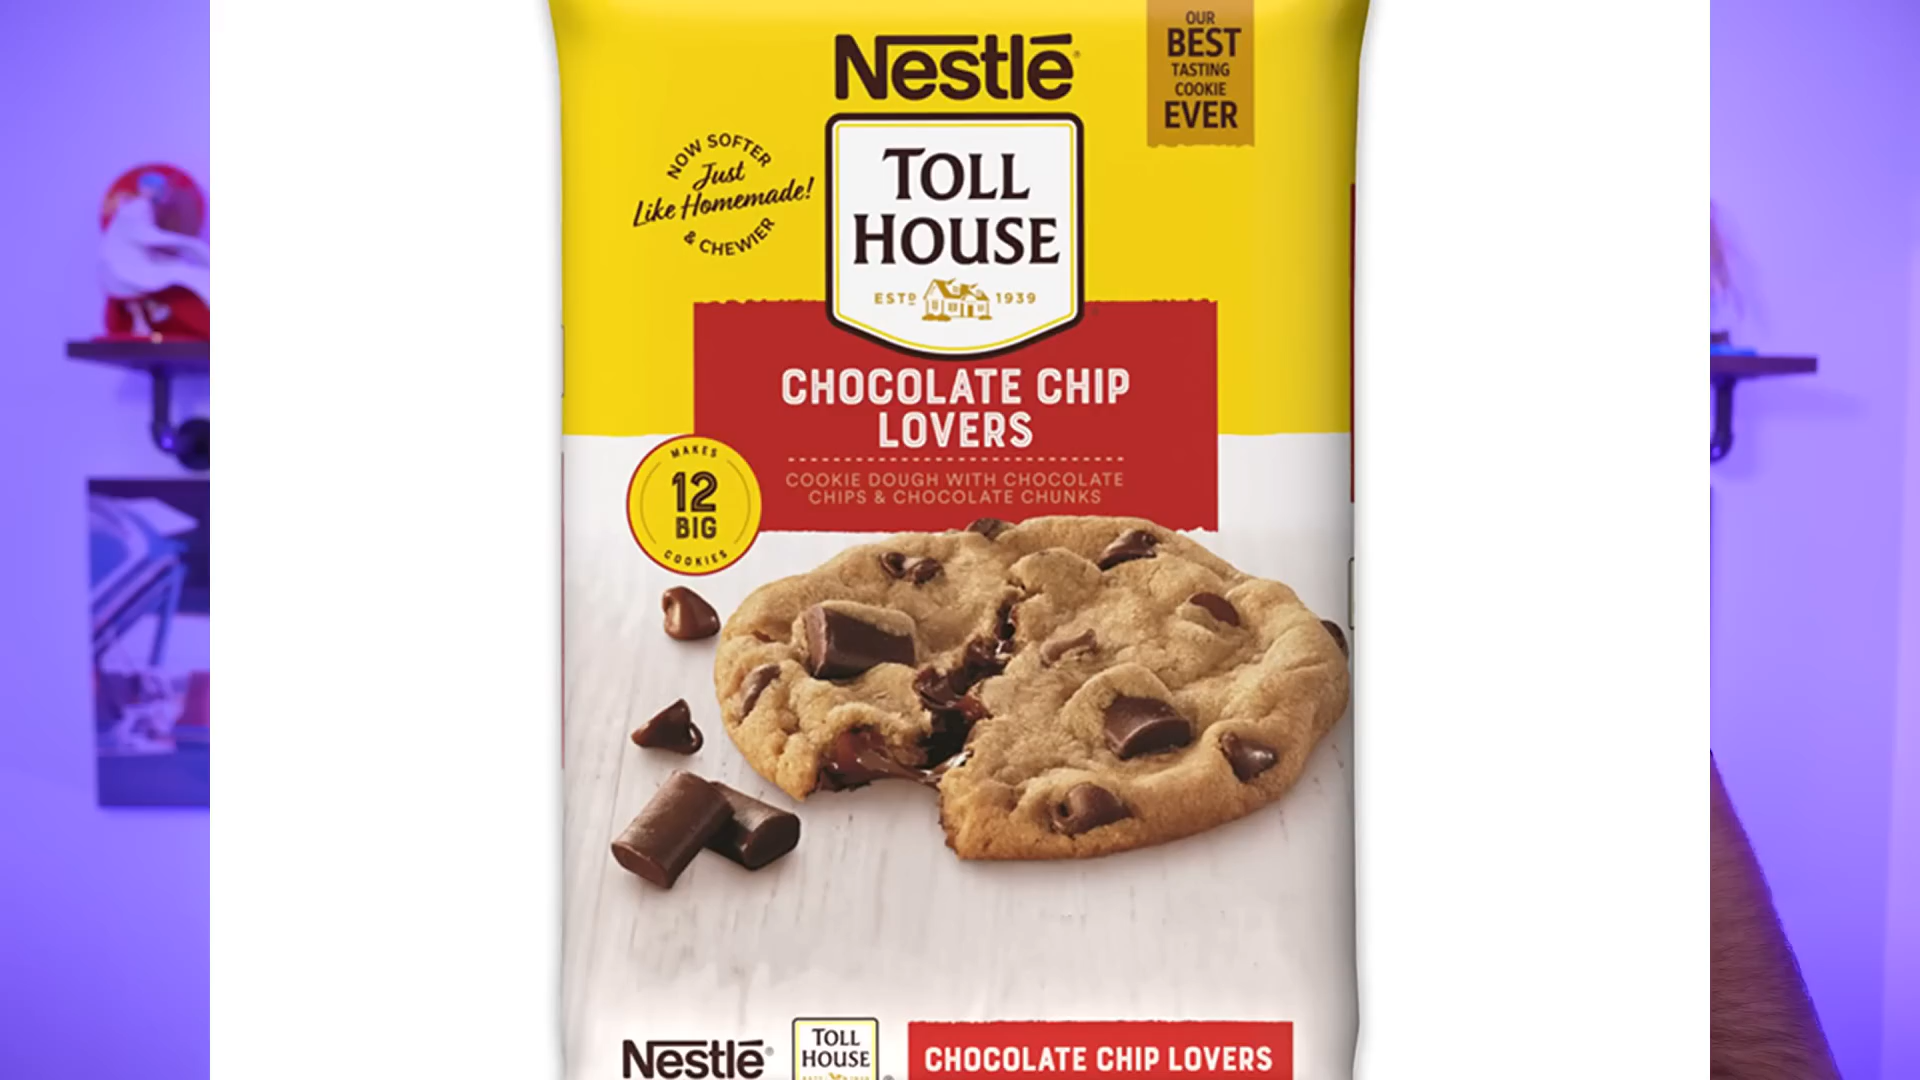 Nestlé
OUR
BEST
TASTING
COOKIE
EVER
NOW SOFTER
Just
Like Homemade!
& CHEWIER
TOLL
HOUSE
ESTD 1939
CHOCOLATE CHIP
LOVERS
COOKIE DOUGH WITH CHOCOLATE
CHIPS & CHOCOLATE CHUNKS
MAKES
12
BIG
COOKIES
Nestlé
TOLL
HOUSE
CHOCOLATE CHIP LOVERS